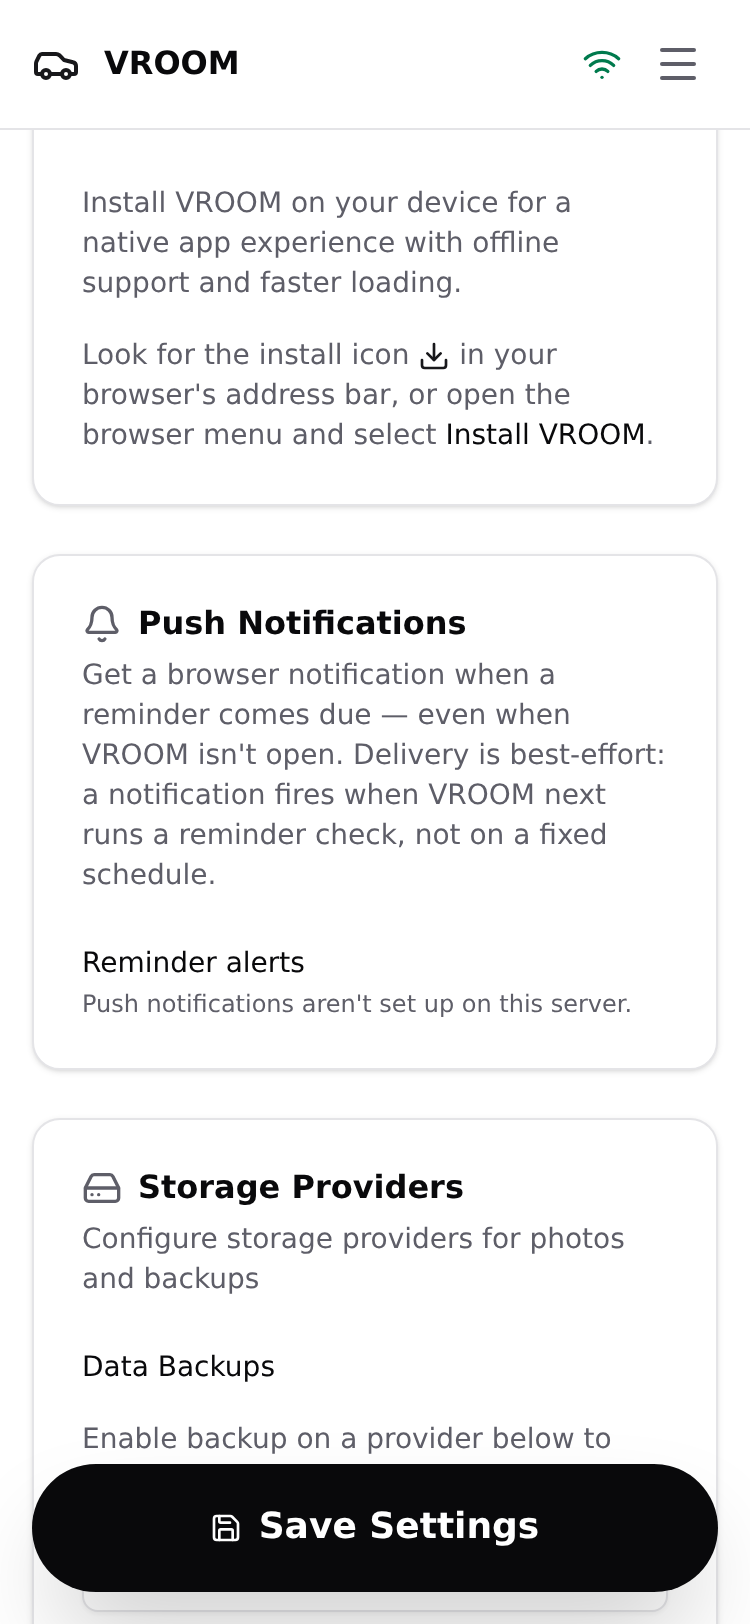 VROOM
Install VROOM on your device for a
native app experience with offline
support and faster loading.
Look for the install icon in your
browser's address bar, or open the
browser menu and select Install VROOM.
Push Notifications
Get a browser notification when a
reminder comes due — even when
VROOM isn't open. Delivery is best-effort:
a notification fires when VROOM next
runs a reminder check, not on a fixed
schedule.
Reminder alerts
Push notifications aren't set up on this server.
Storage Providers
Configure storage providers for photos
and backups
Data Backups
Enable backup on a provider below to
Save Settings